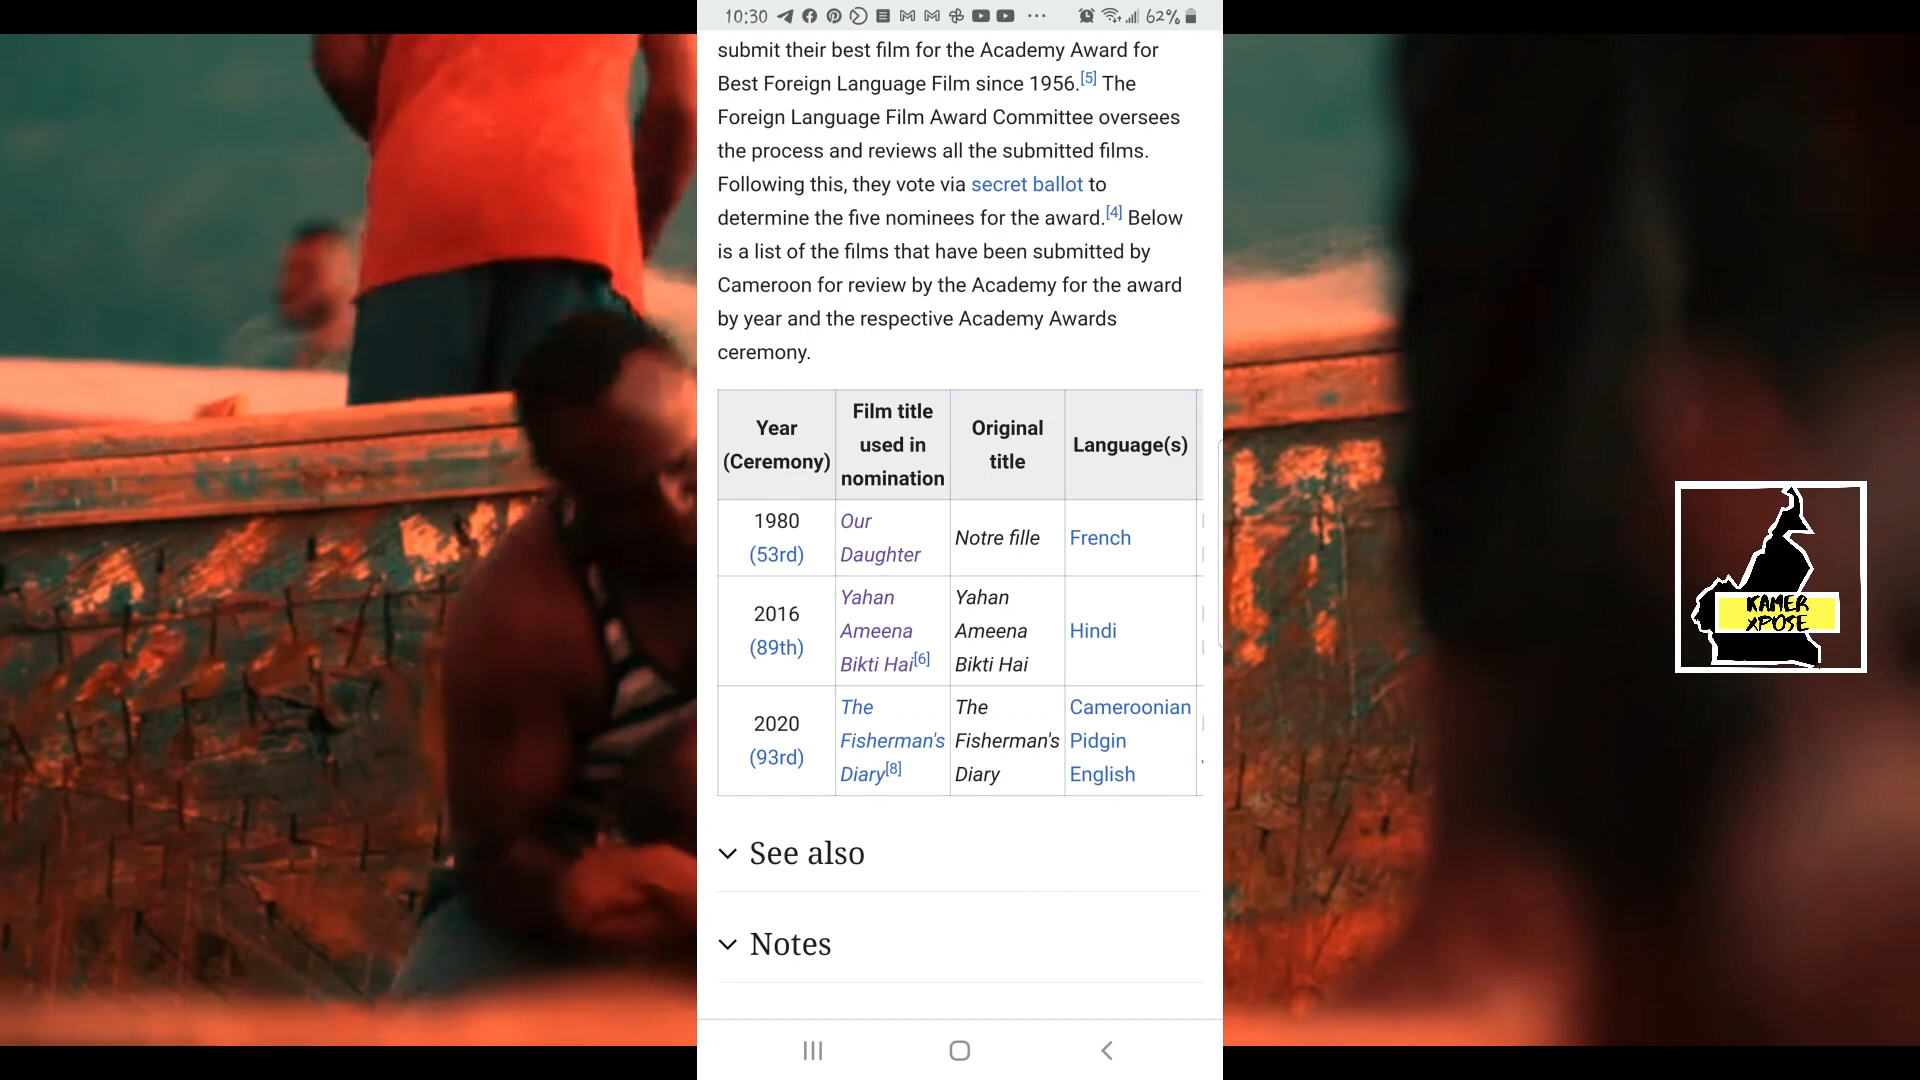 10:30
62%
submit their best film for the Academy Award for
Best Foreign Language Film since 1956.[5] The
Foreign Language Film Award Committee oversees
the process and reviews all the submitted films.
Following this, they vote via secret ballot to
determine the five nominees for the award.[4] Below
is a list of the films that have been submitted by
Cameroon for review by the Academy for the award
by year and the respective Academy Awards
ceremony.
Year
(Ceremony)
Film title
used in
nomination
Original
title
Language(s)
1980
(53rd)
Our
Daughter
Notre fille
French
2016
(89th)
Yahan
Ameena
Bikti Hai[6]
Yahan
Ameena
Bikti Hai
Hindi
2020
(93rd)
The
Fisherman's
Diary[8]
The
Fisherman's
Diary
Cameroonian
Pidgin
English
See also
Notes
KAMER
XPOSE